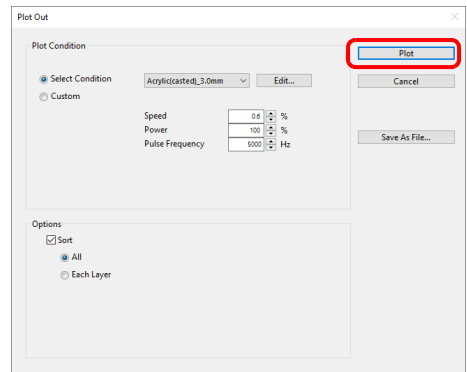 Plot Out
Plot Condition
Plot
Select Condition
Acrylic(casted)_3.0mm
Edit...
Cancel
Custom
Speed 0.6 %
Power 100 %
Save As File...
Pulse Frequency 5000 Hz
Options
Sort
All
Each Layer